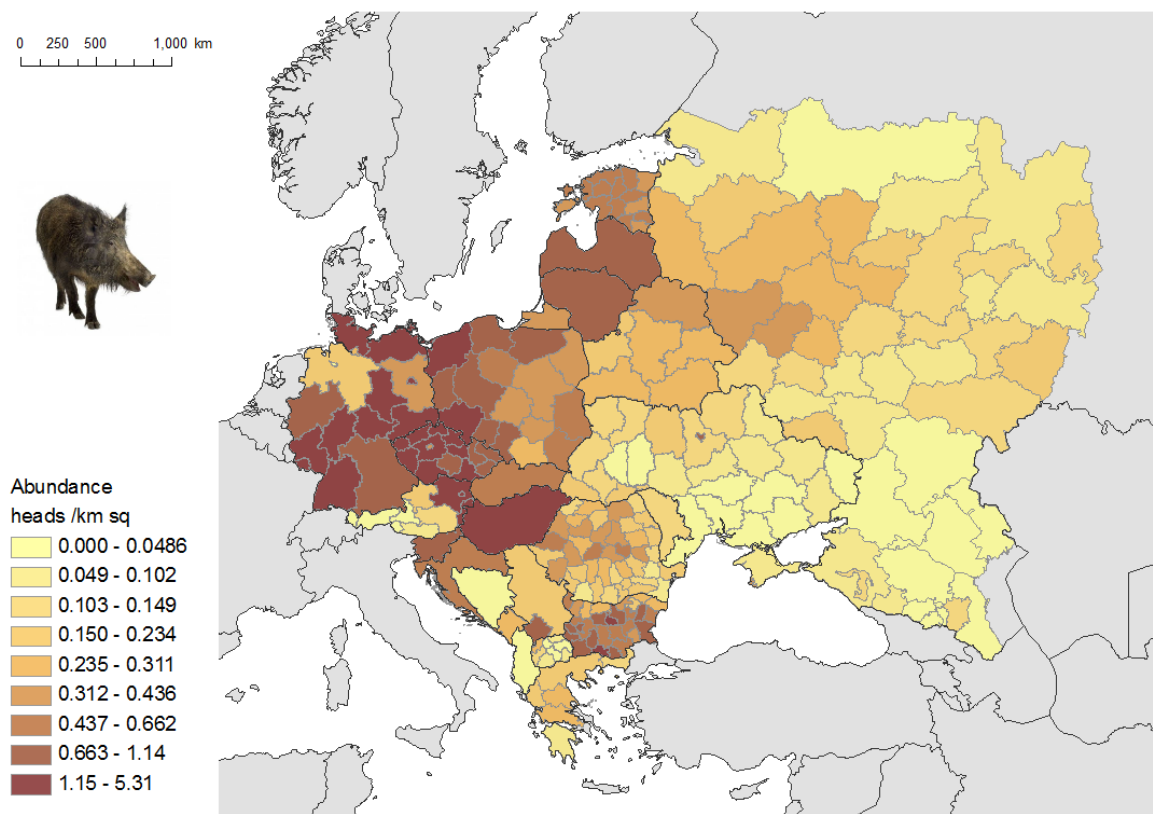 0 250 500 1,000 km
Abundance
heads /km sq
0.000 - 0.0486
0.049 - 0.102
0.103 - 0.149
0.150 - 0.234
0.235 - 0.311
0.312 - 0.436
0.437 - 0.662
0.663 - 1.14
1.15 - 5.31